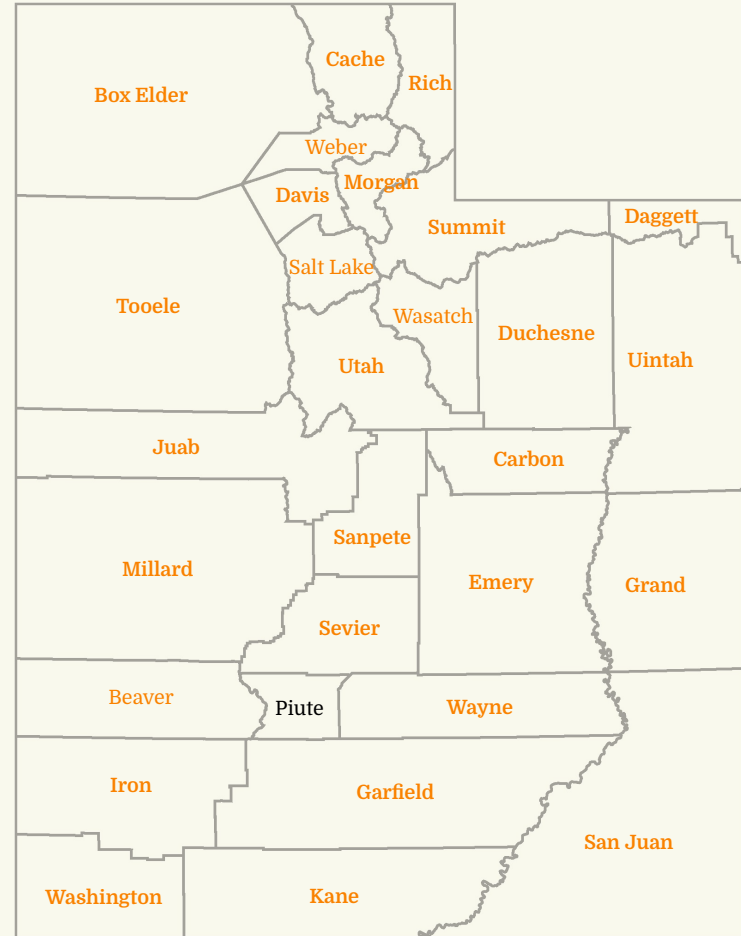 Cache
Rich
Box Elder
Weber
Morgan
Davis
Daggett
Summit
Salt Lake
Tooele
Wasatch
Duchesne
Uintah
Utah
Juab
Carbon
Sanpete
Millard
Emery
Grand
Sevier
Beaver
Piute
Wayne
Iron
Garfield
San Juan
Washington
Kane